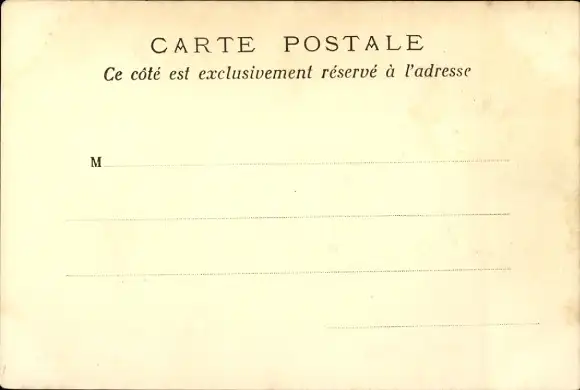 CARTE POSTALE
Ce côté est exclusivement réservé à l'adresse
M